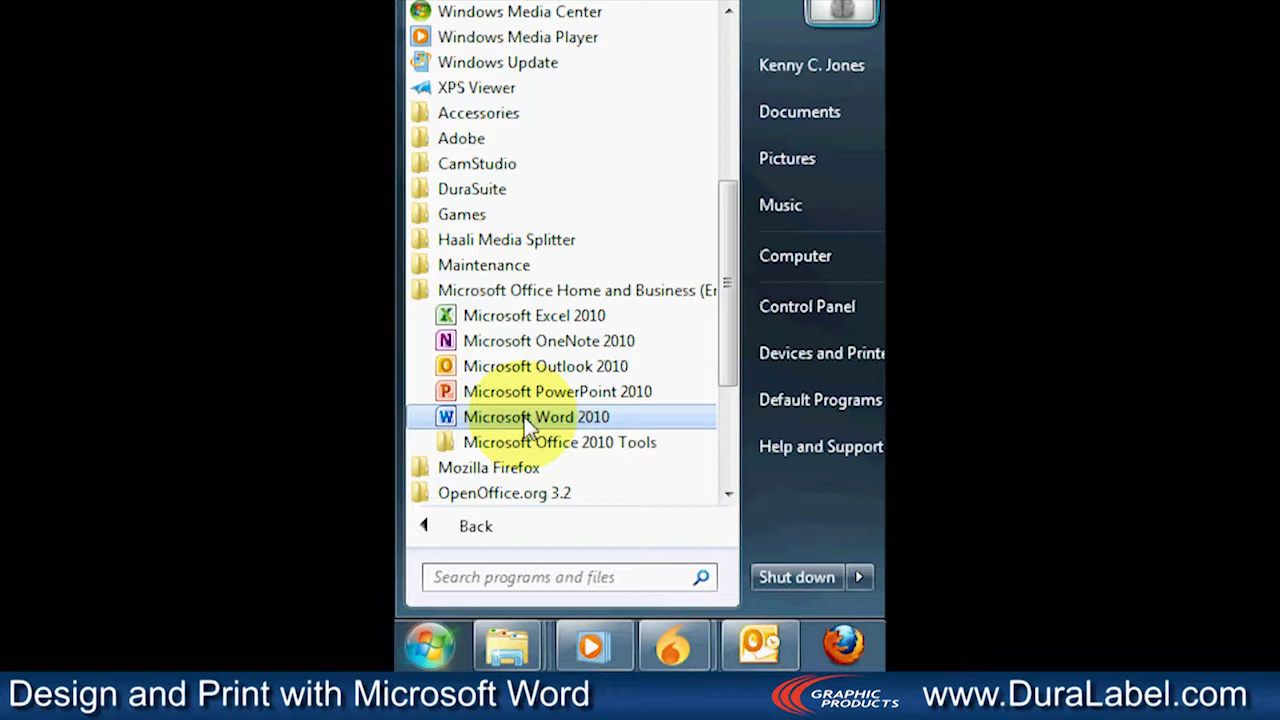 Windows Media Center
Windows Media Player
Windows Update
XPS Viewer
Accessories
Adobe
CamStudio
DuraSuite
Games
Haali Media Splitter
Maintenance
Microsoft Office Home and Business (En
Microsoft Excel 2010
Microsoft OneNote 2010
Microsoft Outlook 2010
Microsoft PowerPoint 2010
Microsoft Word 2010
Microsoft Office 2010 Tools
Mozilla Firefox
OpenOffice.org 3.2
Back
Search programs and files
Kenny C. Jones
Documents
Pictures
Music
Computer
Control Panel
Devices and Printe
Default Programs
Help and Support
Shut down
Design and Print with Microsoft Word
GRAPHIC
PRODUCTS
www.DuraLabel.com